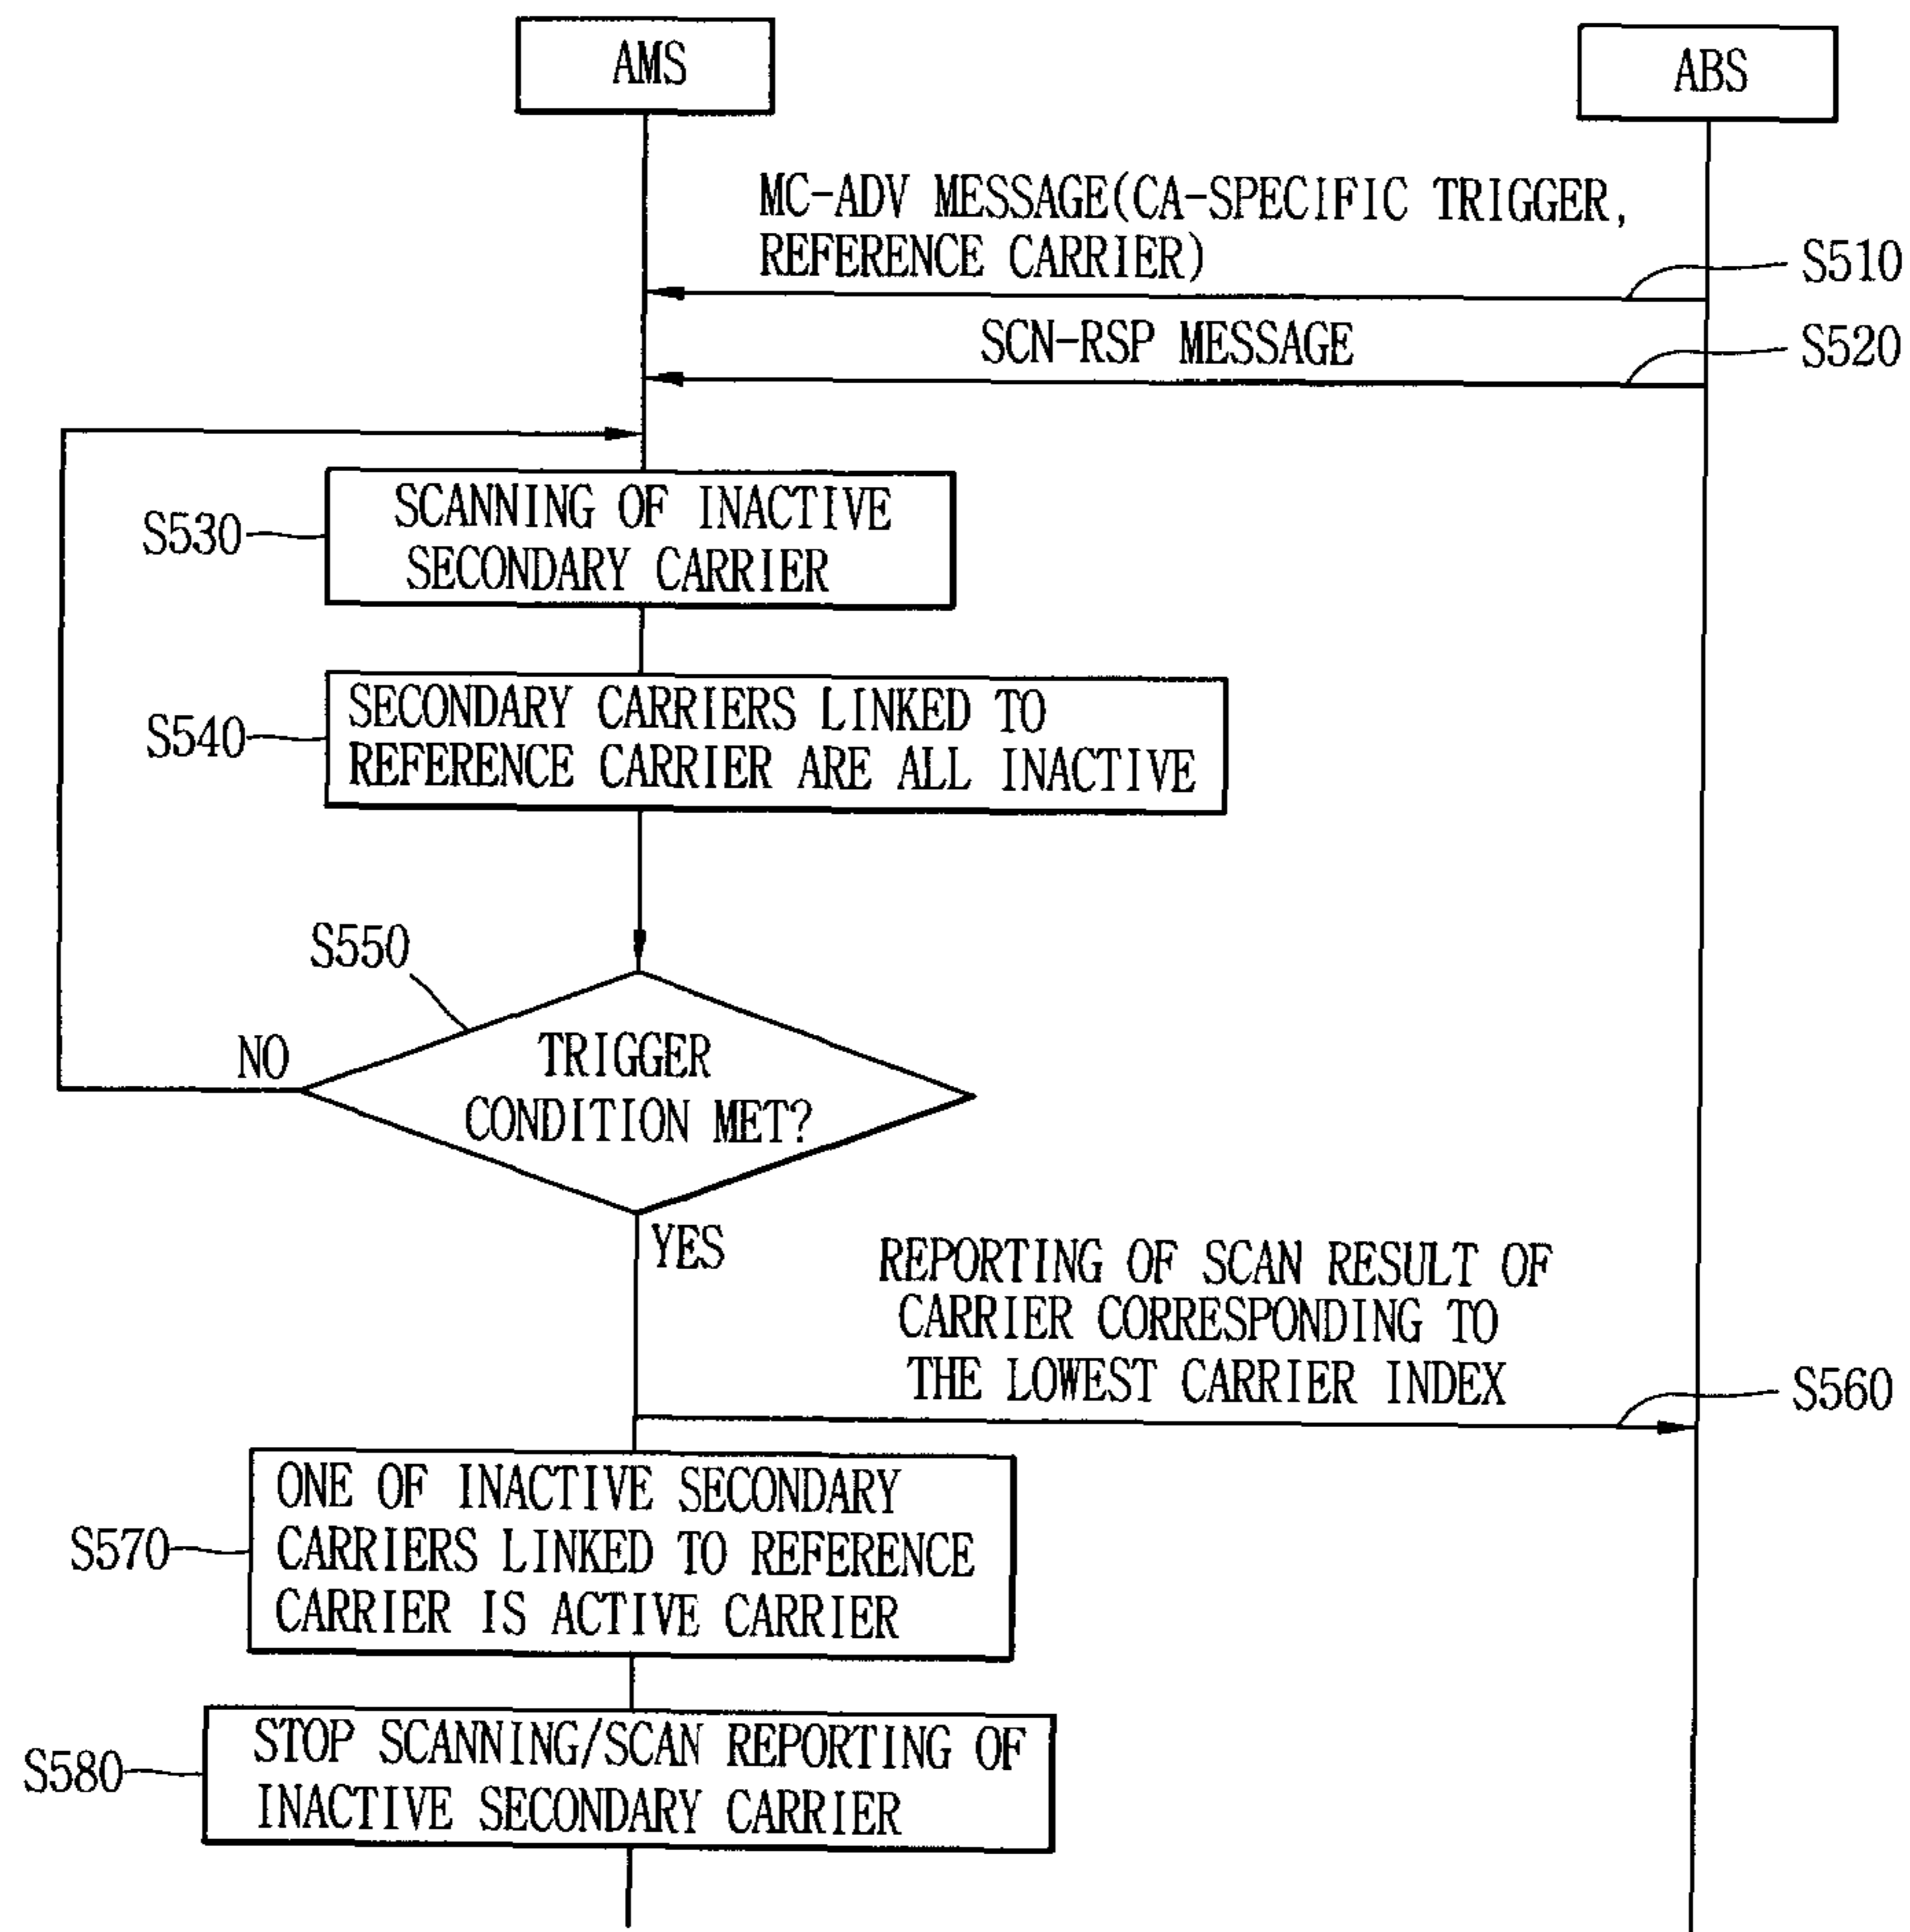 AMS
ABS
MC-ADV MESSAGE(CA-SPECIFIC TRIGGER,
REFERENCE CARRIER)
S510
SCN-RSP MESSAGE
S520
SCANNING OF INACTIVE
SECONDARY CARRIER
S530
SECONDARY CARRIERS LINKED TO
REFERENCE CARRIER ARE ALL INACTIVE
S540
S550
NO
TRIGGER
CONDITION MET?
YES
REPORTING OF SCAN RESULT OF
CARRIER CORRESPONDING TO
THE LOWEST CARRIER INDEX
S560
ONE OF INACTIVE SECONDARY
CARRIERS LINKED TO REFERENCE
CARRIER IS ACTIVE CARRIER
S570
STOP SCANNING/SCAN REPORTING OF
INACTIVE SECONDARY CARRIER
S580